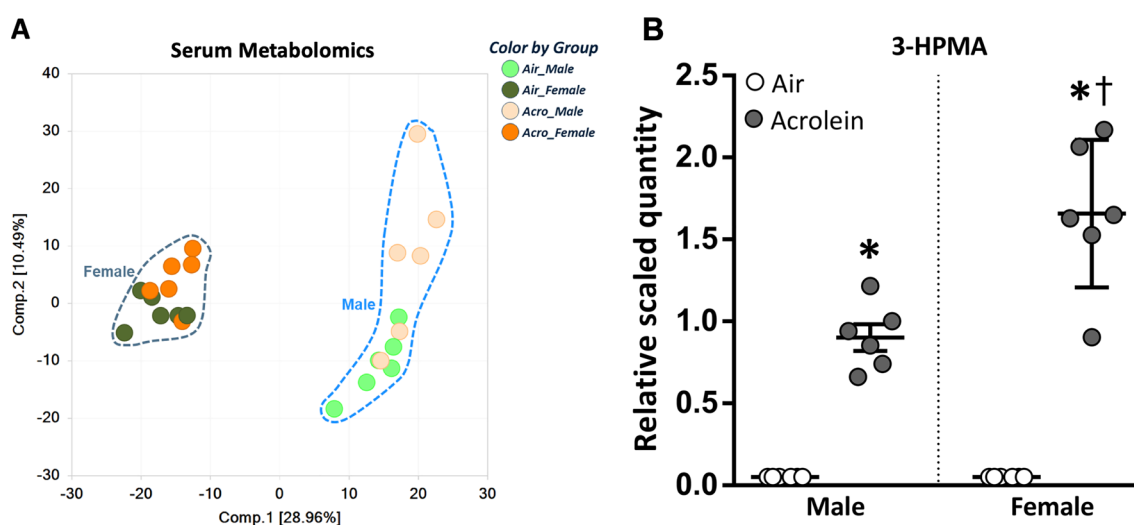 A
Serum Metabolomics
Color by Group
Air_Male
Air_Female
Acro_Male
Acro_Female
40
30
20
10
0
-10
-20
-30
Comp.2 [10.49%]
Female
Male
-30
-20
-10
0
10
20
30
Comp.1 [28.96%]
B
3-HPMA
Air
Acrolein
Relative scaled quantity
2.5
2.0
1.5
1.0
0.5
0.0
*
*†
Male
Female